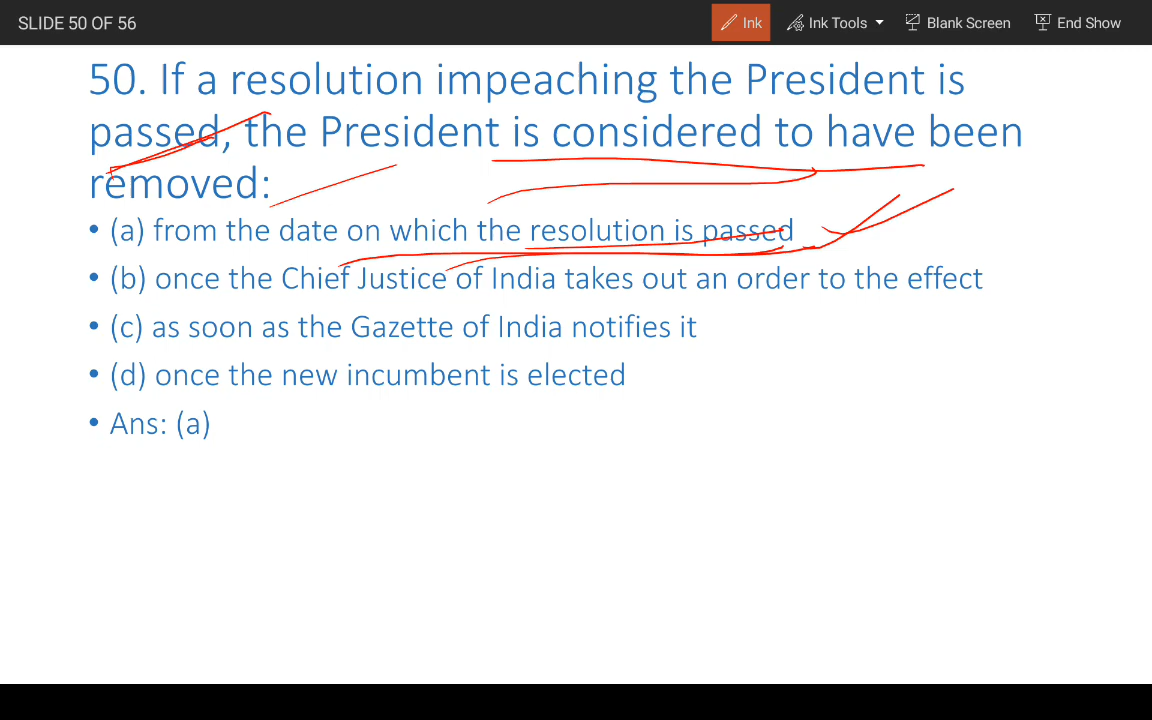 SLIDE 50 OF 56
Ink
Ink Tools
Blank Screen
End Show
50. If a resolution impeaching the President is
passed, the President is considered to have been
removed:
• (a) from the date on which the resolution is passed
• (b) once the Chief Justice of India takes out an order to the effect
• (c) as soon as the Gazette of India notifies it
• (d) once the new incumbent is elected
• Ans: (a)